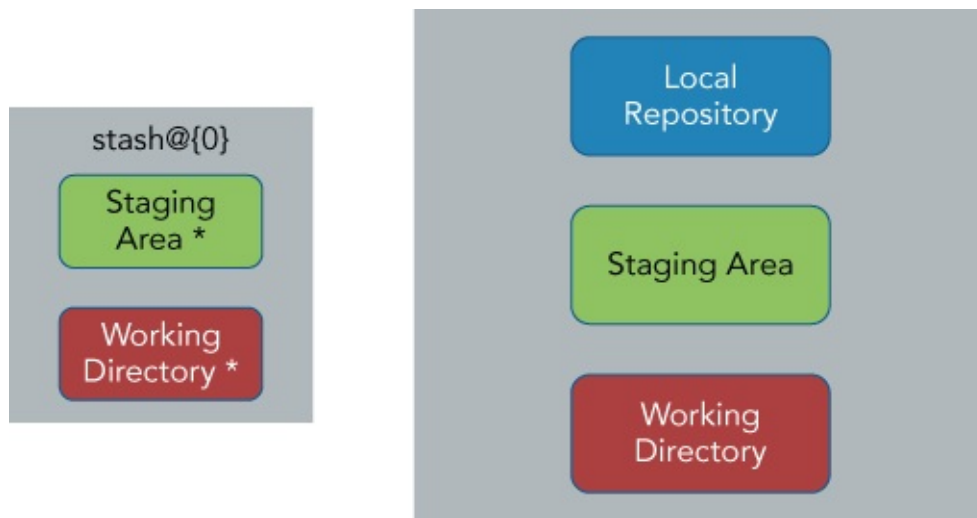 stash@{0}
Staging
Area *
Working
Directory *
Local
Repository
Staging Area
Working
Directory